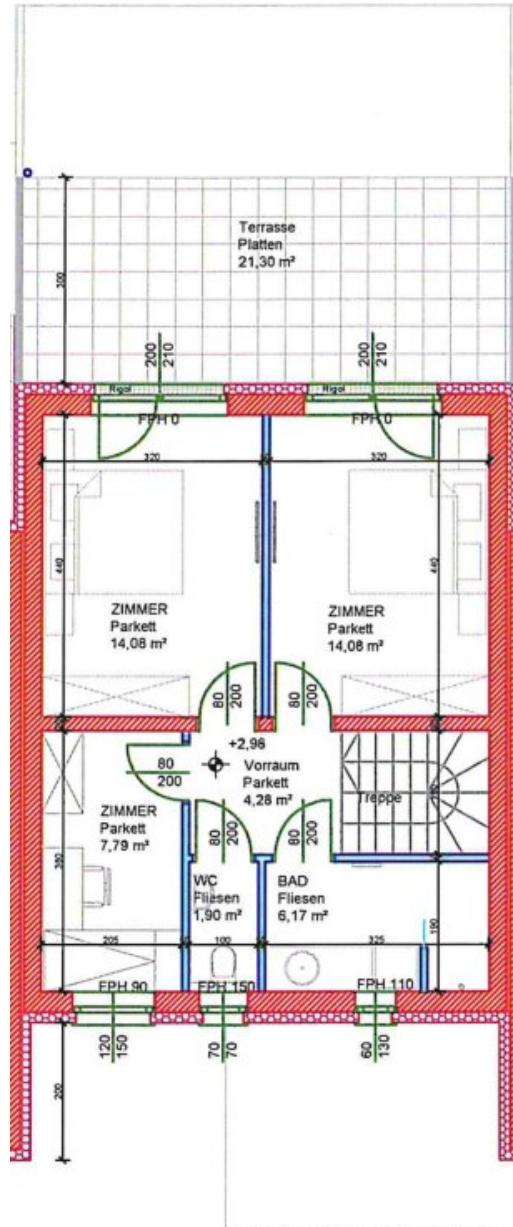 Terrasse
Platten
21,30 m²
300
200
210
200
210
Rigol
Rigol
FPH 0
FPH 0
320
320
440
440
ZIMMER
Parkett
14,08 m²
ZIMMER
Parkett
14,08 m²
80
200
80
200
+2,98
80
200
Vorraum
Parkett
4,28 m²
Treppe
ZIMMER
Parkett
7,79 m²
80
200
80
200
WC
Fliesen
1,90 m²
BAD
Fliesen
6,17 m²
380
190
205
100
325
FPH 90
FPH 150
FPH 110
120
150
70
70
60
130
200